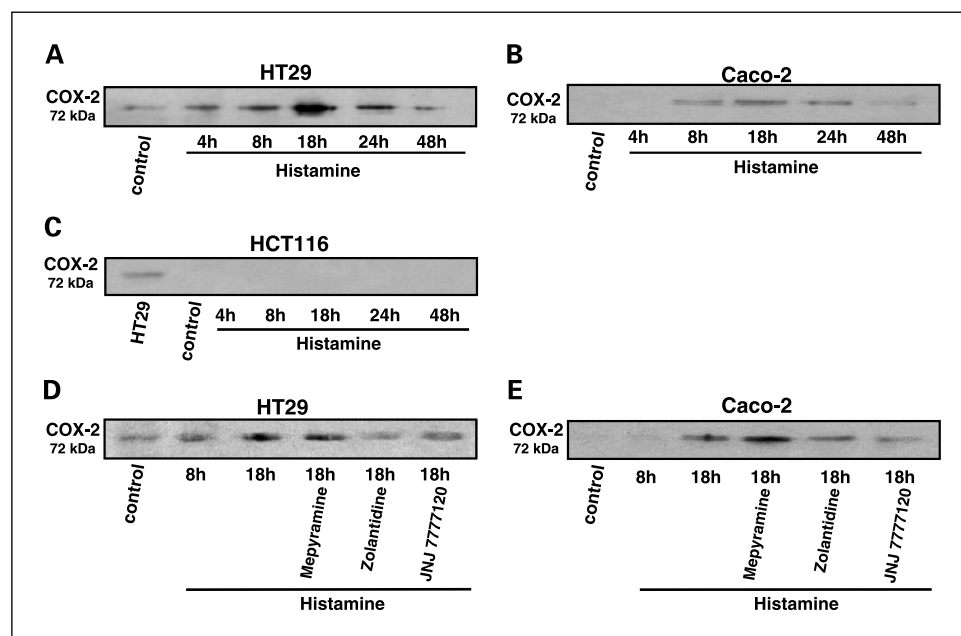 A
HT29
COX-2
72 kDa
control
4h 8h 18h 24h 48h
Histamine
B
Caco-2
COX-2
72 kDa
control
4h 8h 18h 24h 48h
Histamine
C
HCT116
COX-2
72 kDa
HT29
control
4h 8h 18h 24h 48h
Histamine
D
HT29
COX-2
72 kDa
control
8h 18h 18h 18h 18h
Mepyramine
Zolantidine
JNJ 7777120
Histamine
E
Caco-2
COX-2
72 kDa
control
8h 18h 18h 18h 18h
Mepyramine
Zolantidine
JNJ 7777120
Histamine